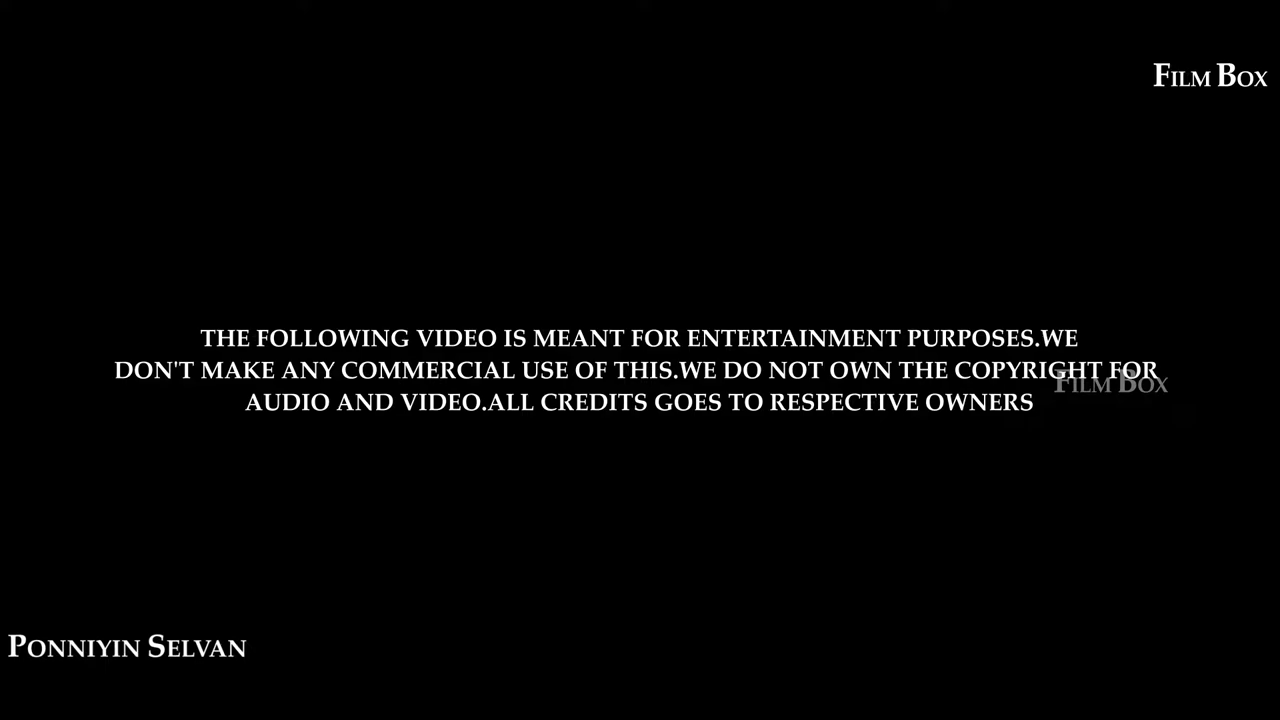 FILM BOX
THE FOLLOWING VIDEO IS MEANT FOR ENTERTAINMENT PURPOSES.WE
DON'T MAKE ANY COMMERCIAL USE OF THIS.WE DO NOT OWN THE COPYRIGHT FOR
FILM BOX
AUDIO AND VIDEO.ALL CREDITS GOES TO RESPECTIVE OWNERS
PONNIYIN SELVAN